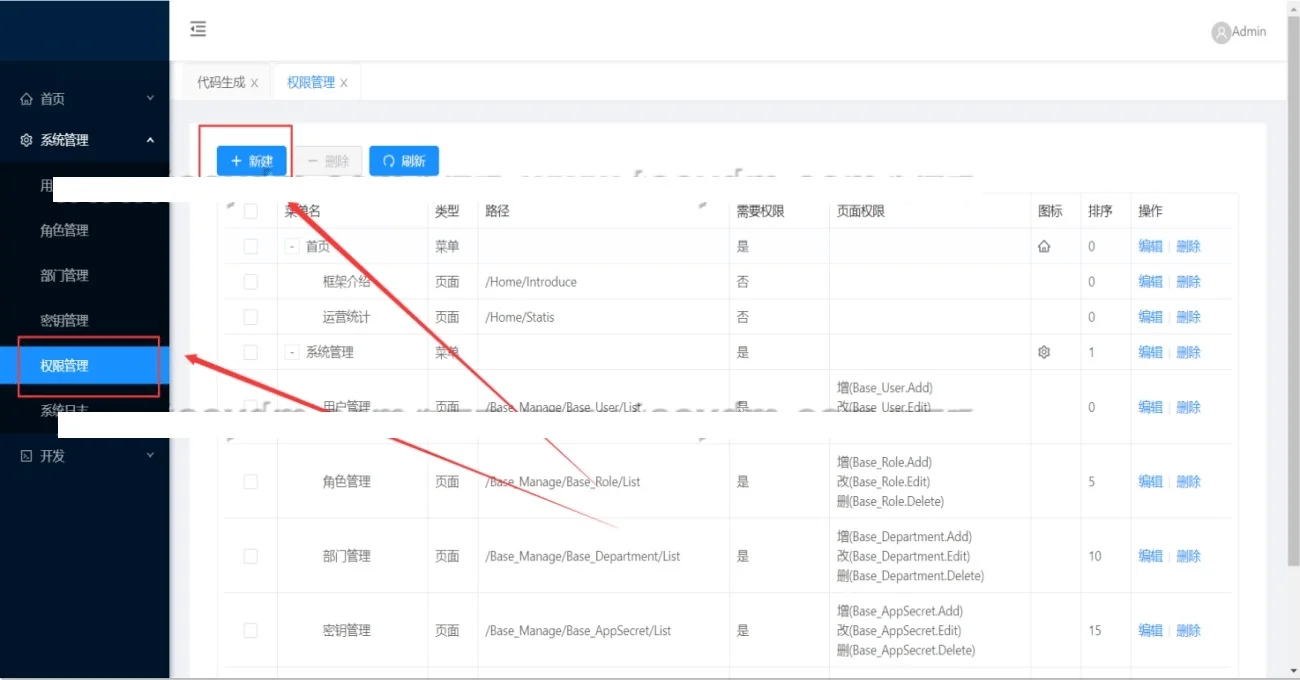 Admin
代码生成 x 权限管理 x
首页
系统管理
用
角色管理
部门管理
密钥管理
权限管理
系统日志
开发
+ 新建 − 删除 刷新
菜单名 类型 路径 需要权限 页面权限 图标 排序 操作
- 首页 菜单 是 0 编辑 | 删除
框架介绍 页面 /Home/Introduce 否 0 编辑 | 删除
运营统计 页面 /Home/Statis 否 0 编辑 | 删除
- 系统管理 菜单 是 1 编辑 | 删除
用户管理 页面 /Base_Manage/Base_User/List 是 增(Base_User.Add) 0 编辑 | 删除
改(Base_User.Edit)
角色管理 页面 /Base_Manage/Base_Role/List 是 增(Base_Role.Add) 5 编辑 | 删除
改(Base_Role.Edit)
删(Base_Role.Delete)
部门管理 页面 /Base_Manage/Base_Department/List 是 增(Base_Department.Add) 10 编辑 | 删除
改(Base_Department.Edit)
删(Base_Department.Delete)
密钥管理 页面 /Base_Manage/Base_AppSecret/List 是 增(Base_AppSecret.Add) 15 编辑 | 删除
改(Base_AppSecret.Edit)
删(Base_AppSecret.Delete)